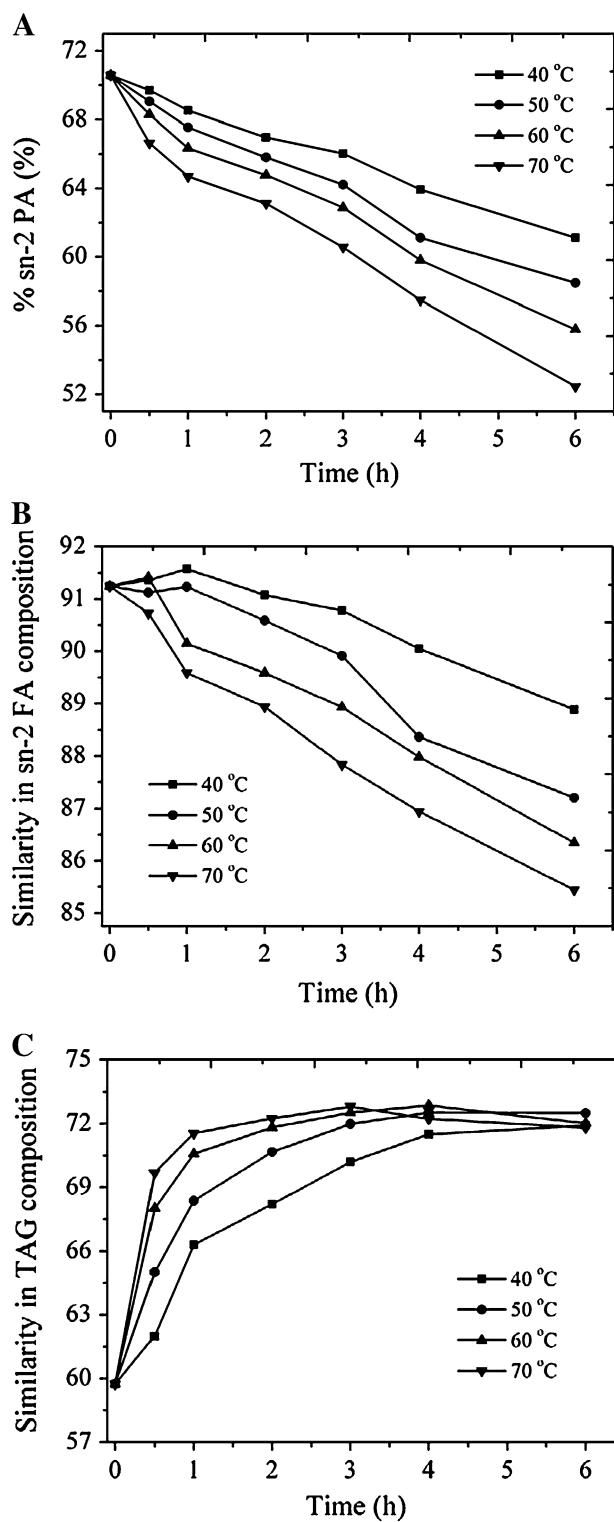 A
72
68
64
60
56
52
% sn-2 PA (%)
40 °C
50 °C
60 °C
70 °C
0 1 2 3 4 5 6
Time (h)
B
92
91
90
89
88
87
86
85
Similarity in sn-2 FA composition
40 °C
50 °C
60 °C
70 °C
0 1 2 3 4 5 6
Time (h)
C
75
72
69
66
63
60
57
Similarity in TAG composition
40 °C
50 °C
60 °C
70 °C
0 1 2 3 4 5 6
Time (h)